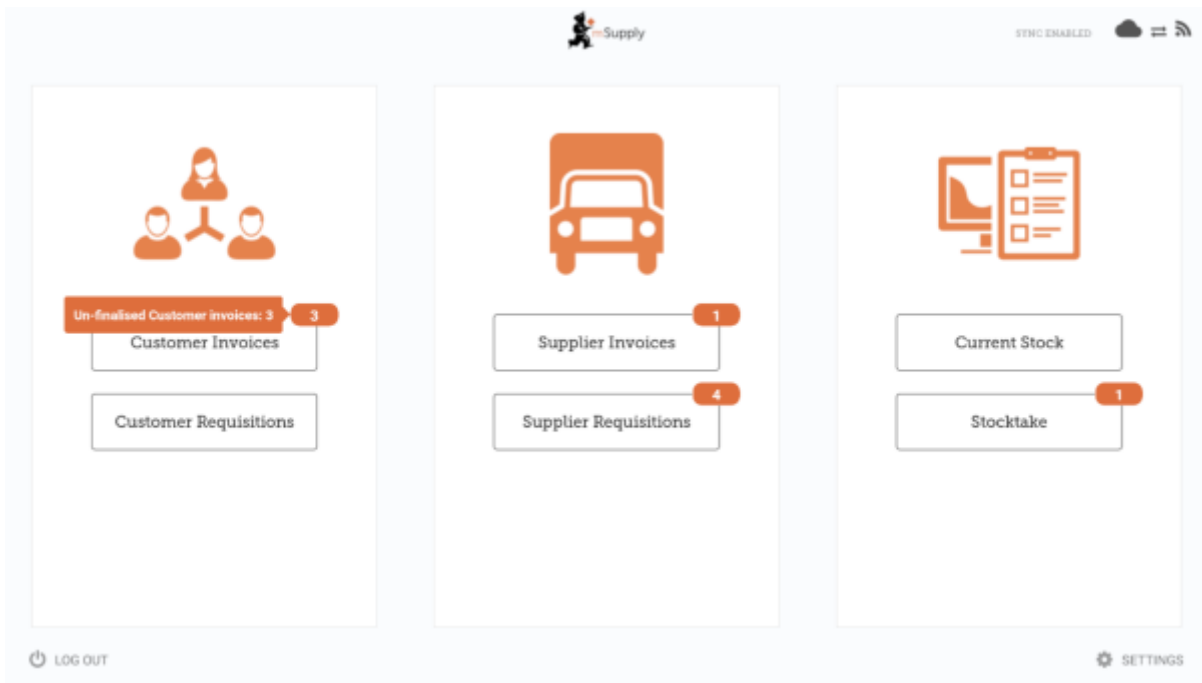 mSupply
SYNC ENABLED
Un-finalised Customer invoices: 3
3
Customer Invoices
Customer Requisitions
1
Supplier Invoices
4
Supplier Requisitions
Current Stock
1
Stocktake
LOG OUT
SETTINGS